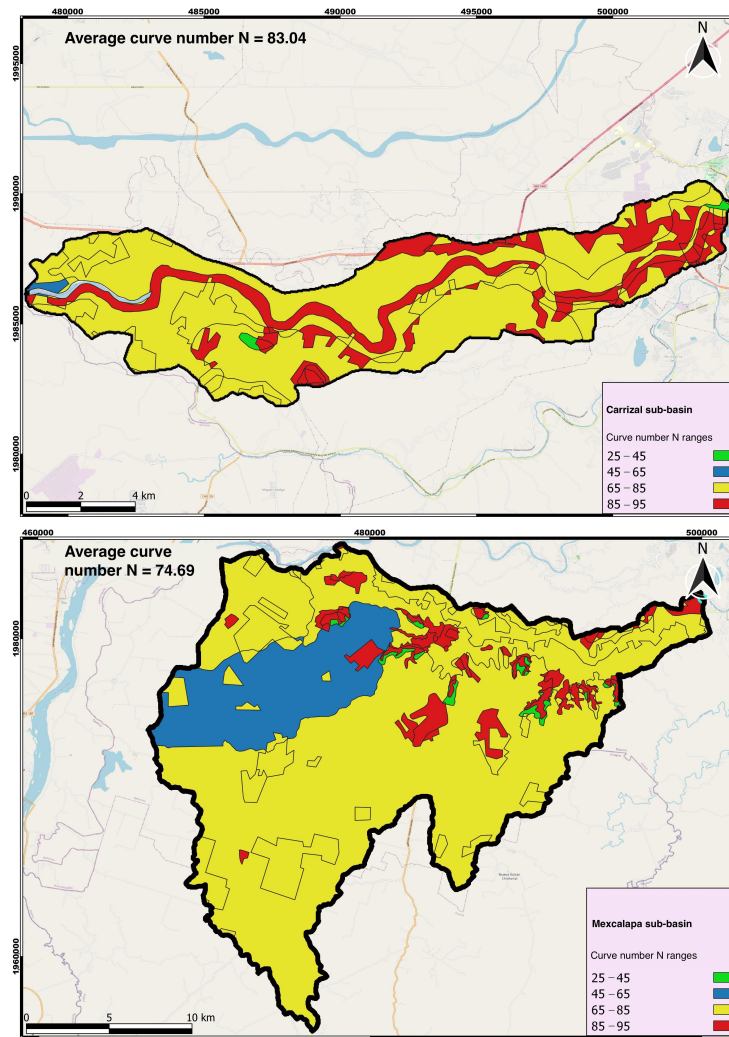 480000 485000 490000 495000 500000
Average curve number N = 83.04
N
1995000
1990000
1985000
1980000
Carrizal sub-basin
Curve number N ranges
25 – 45
45 – 65
65 – 85
85 – 95
0 2 4 km
460000 480000 500000
Average curve
number N = 74.69
N
1980000
1960000
Mexcalapa sub-basin
Curve number N ranges
25 – 45
45 – 65
65 – 85
85 – 95
0 5 10 km